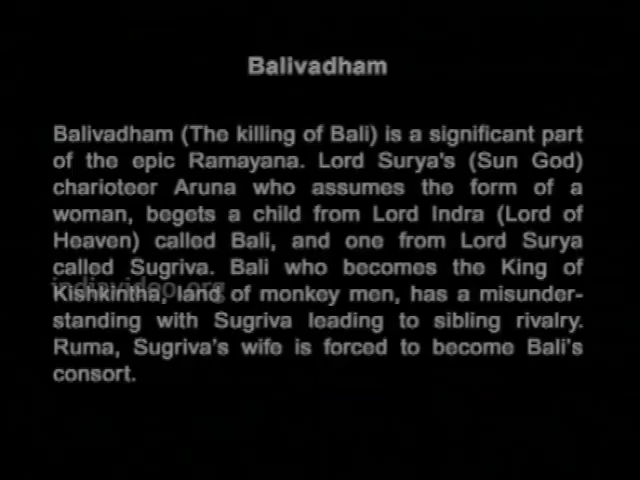 Balivadham
Balivadham (The killing of Bali) is a significant part
of the epic Ramayana. Lord Surya's (Sun God)
charioteer Aruna who assumes the form of a
woman, begets a child from Lord Indra (Lord of
Heaven) called Bali, and one from Lord Surya
called Sugriva. Bali who becomes the King of
indiavideo.org
Kishkintha, land of monkey men, has a misunder-
standing with Sugriva leading to sibling rivalry.
Ruma, Sugriva's wife is forced to become Bali's
consort.